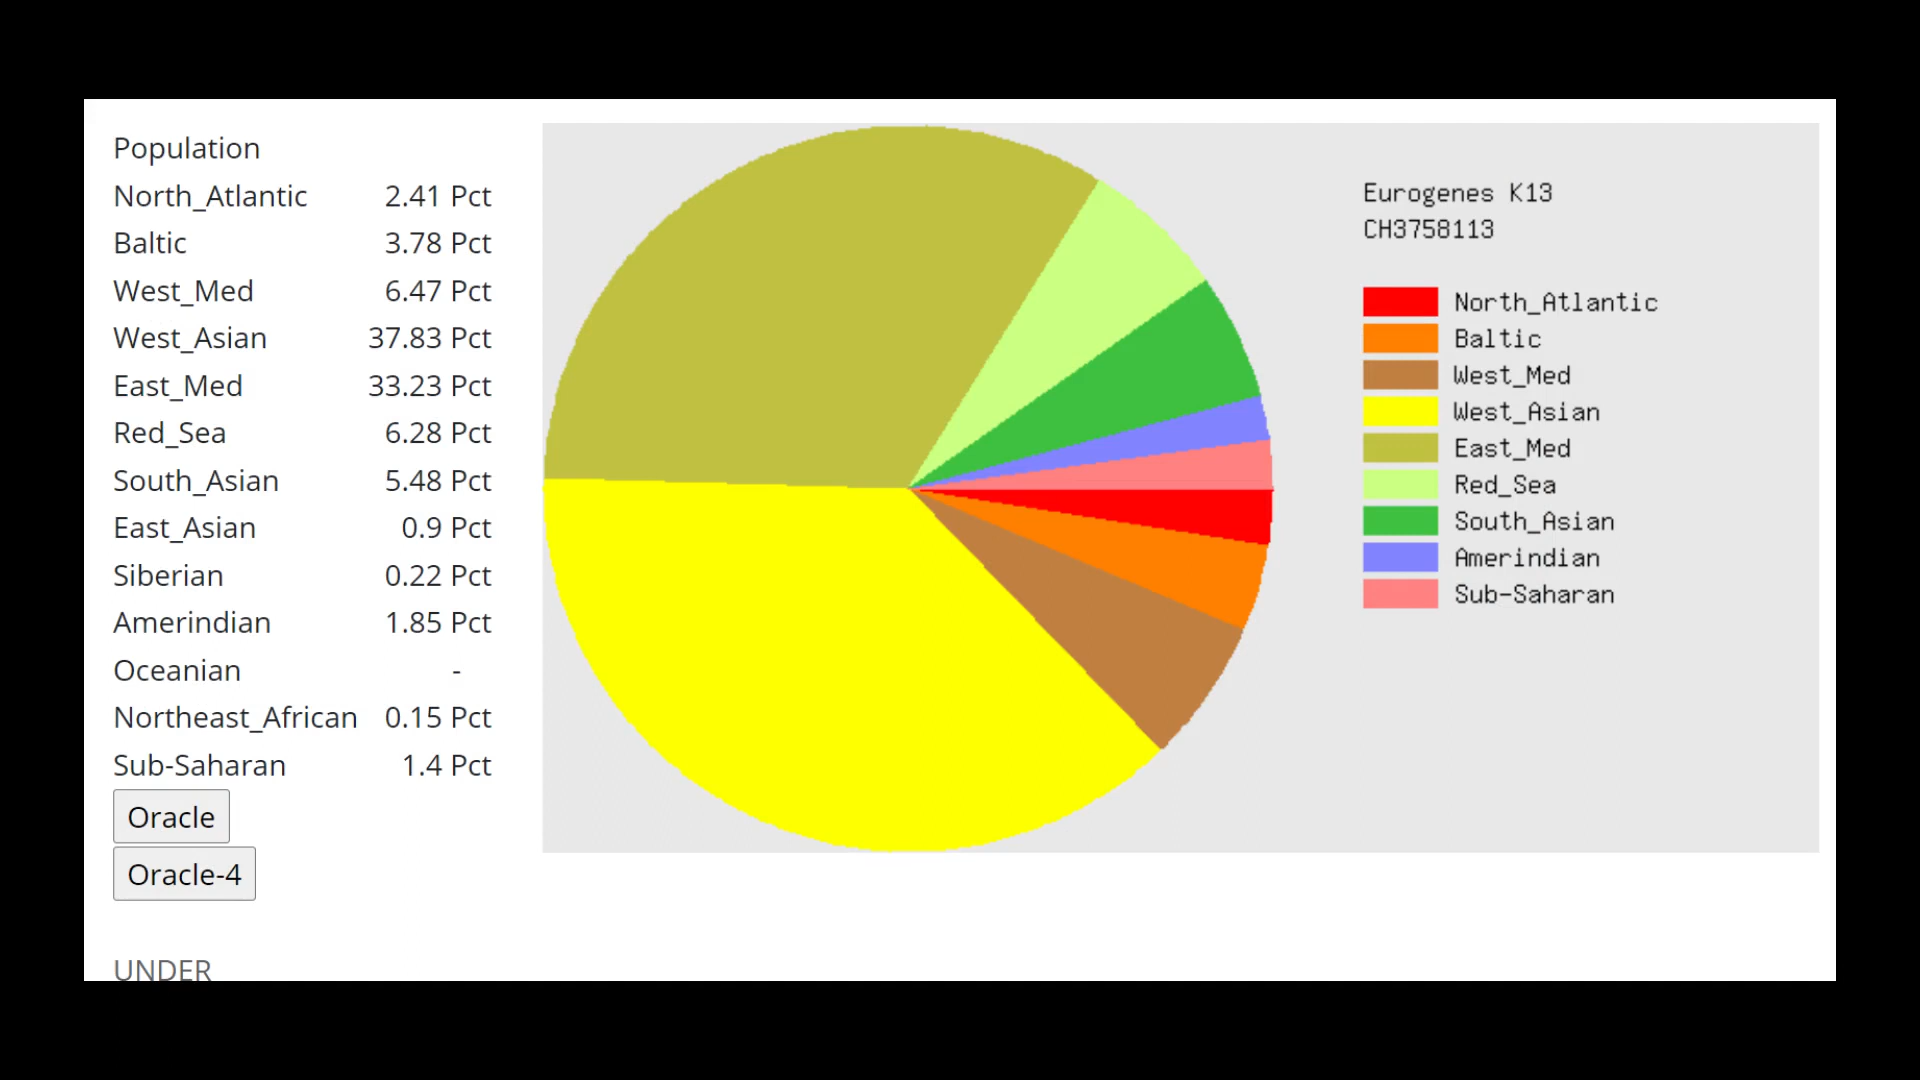 Population
North_Atlantic 2.41 Pct
Baltic 3.78 Pct
West_Med 6.47 Pct
West_Asian 37.83 Pct
East_Med 33.23 Pct
Red_Sea 6.28 Pct
South_Asian 5.48 Pct
East_Asian 0.9 Pct
Siberian 0.22 Pct
Amerindian 1.85 Pct
Oceanian -
Northeast_African 0.15 Pct
Sub-Saharan 1.4 Pct
Oracle
Oracle-4
UNDER
Eurogenes K13
CH3758113
North_Atlantic
Baltic
West_Med
West_Asian
East_Med
Red_Sea
South_Asian
Amerindian
Sub-Saharan